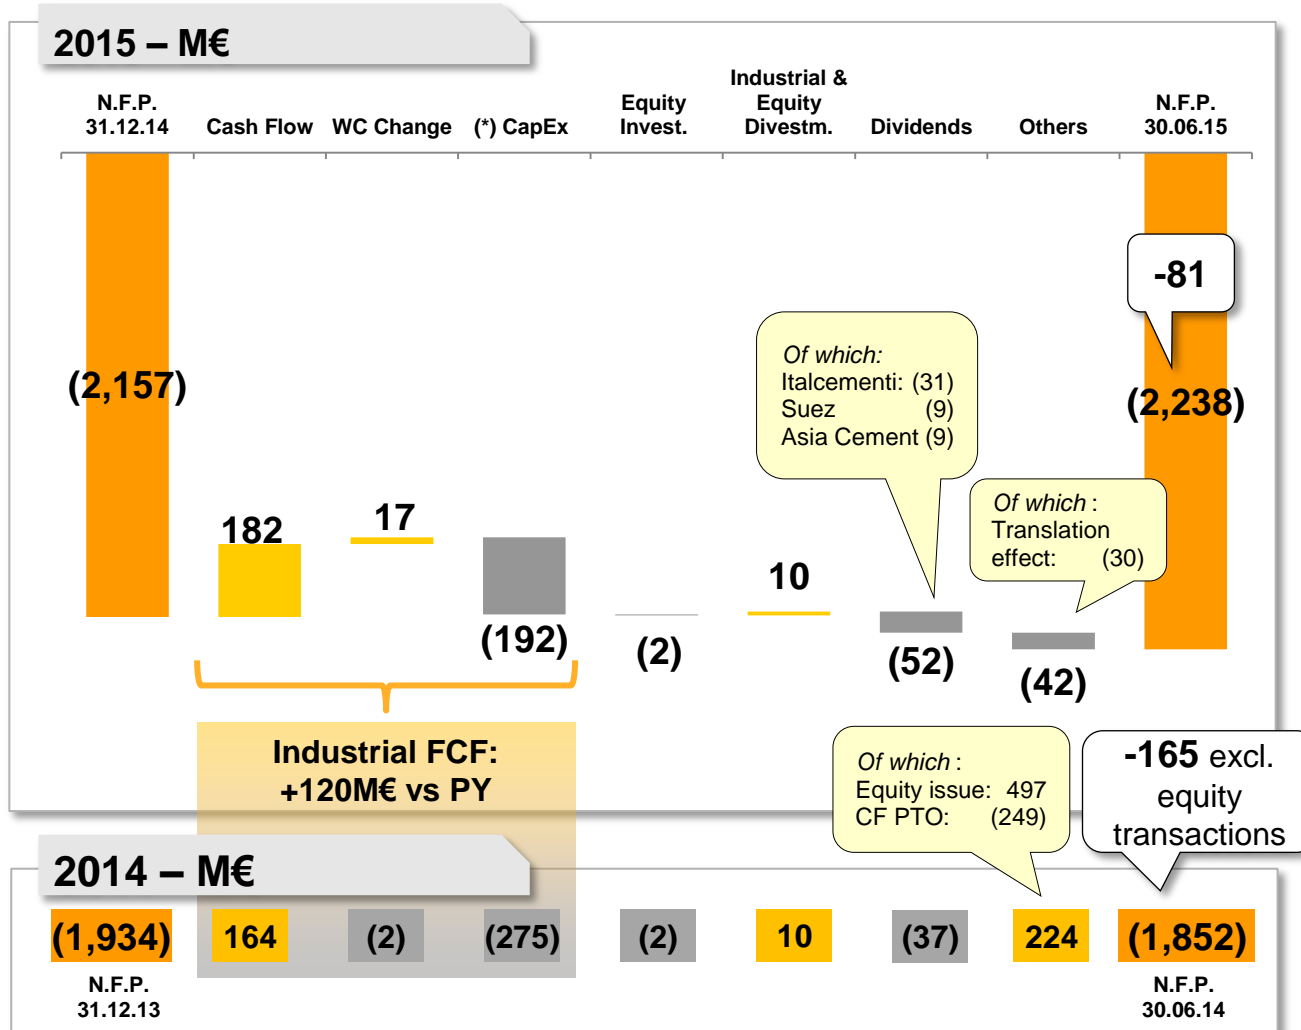 2015 – M€
N.F.P.
31.12.14
Cash Flow
WC Change
(*) CapEx
Equity
Invest.
Industrial &
Equity
Divestm.
Dividends
Others
N.F.P.
30.06.15
(2,157)
182
17
(192)
(2)
10
(52)
(42)
(2,238)
-81
Of which:
Italcementi: (31)
Suez (9)
Asia Cement (9)
Of which :
Translation
effect: (30)
Industrial FCF:
+120M€ vs PY
Of which :
Equity issue: 497
CF PTO: (249)
-165 excl.
equity
transactions
2014 – M€
(1,934)
164
(2)
(275)
(2)
10
(37)
224
(1,852)
N.F.P.
31.12.13
N.F.P.
30.06.14